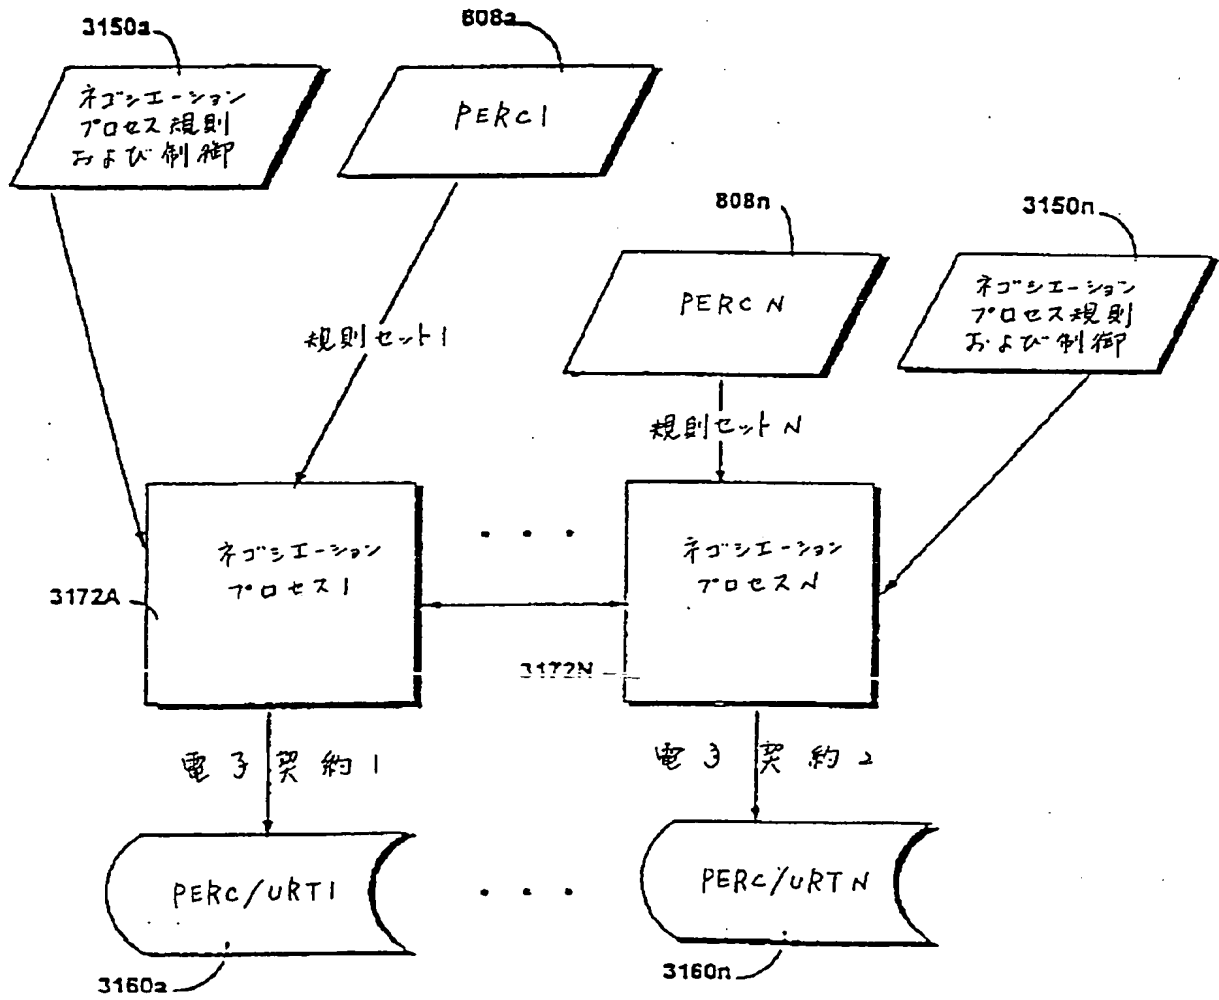 3150a
808a
ネゴシエーション
プロセス規則
および制御
PERC1
808n
3150n
PERC N
ネゴシエーション
プロセス規則
および制御
規則セット1
規則セットN
ネゴシエーション
プロセス1
ネゴシエーション
プロセスN
3172A
3172N
電子契約1
電子契約2
PERC/URT1
PERC/URT N
3160a
3160n